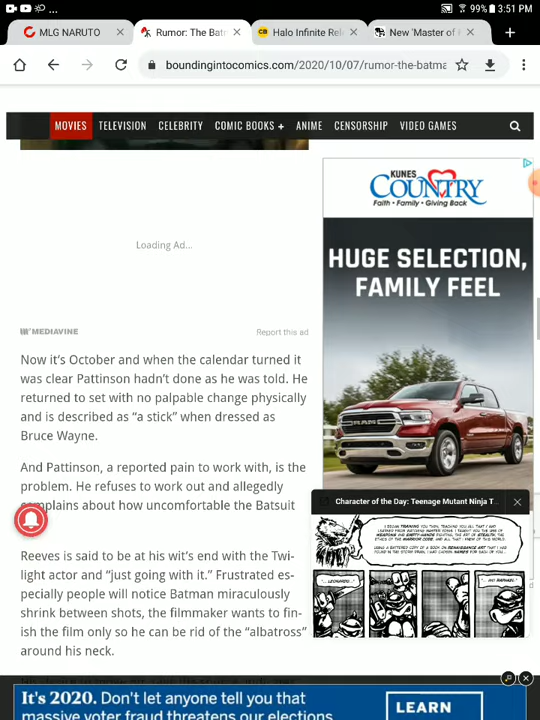 99% 3:51 PM
MLG NARUTO
Rumor: The Bat
Halo Infinite Rel
New 'Master of
boundingintocomics.com/2020/10/07/rumor-the-batma
MOVIES TELEVISION CELEBRITY COMIC BOOKS + ANIME CENSORSHIP VIDEO GAMES
KUNES
COUNTRY
Faith • Family • Giving Back
HUGE SELECTION,
FAMILY FEEL
RAM
Loading Ad...
MEDIAVINE
Report this ad
Now it's October and when the calendar turned it
was clear Pattinson hadn't done as he was told. He
returned to set with no palpable change physically
and is described as “a stick” when dressed as
Bruce Wayne.
And Pattinson, a reported pain to work with, is the
problem. He refuses to work out and allegedly
complains about how uncomfortable the Batsuit
Reeves is said to be at his wit's end with the Twi-
light actor and “just going with it.” Frustrated es-
pecially people will notice Batman miraculously
shrink between shots, the filmmaker wants to fin-
ish the film only so he can be rid of the “albatross”
around his neck.
Character of the Day: Teenage Mutant Ninja T...
It's 2020. Don't let anyone tell you that
massive voter fraud threatens our elections
LEARN